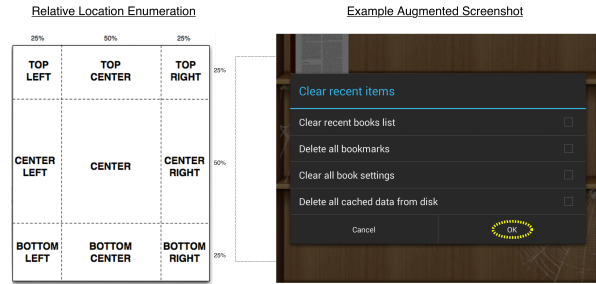 Relative Location Enumeration
25% 50% 25%
TOP LEFT
TOP CENTER
TOP RIGHT
25%
CENTER LEFT
CENTER
CENTER RIGHT
50%
BOTTOM LEFT
BOTTOM CENTER
BOTTOM RIGHT
25%
Example Augmented Screenshot
Clear recent items
Clear recent books list
Delete all bookmarks
Clear all book settings
Delete all cached data from disk
Cancel OK